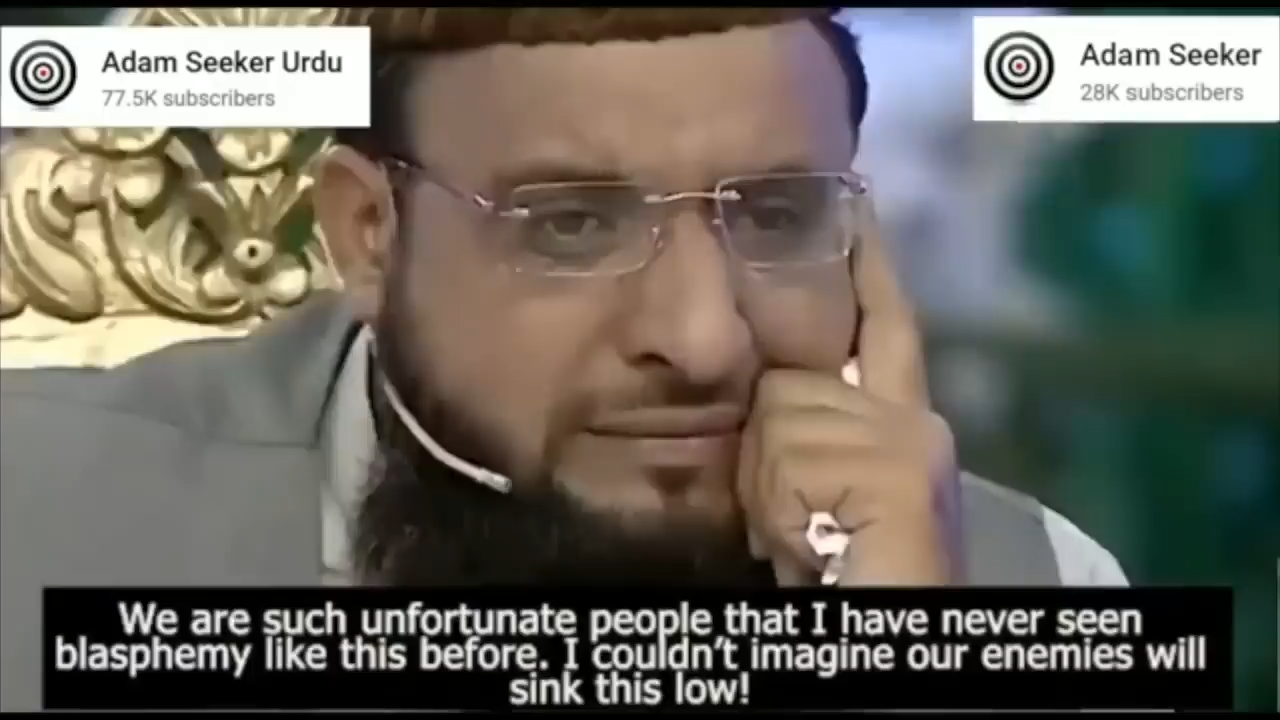 Adam Seeker Urdu
77.5K subscribers
Adam Seeker
28K subscribers
We are such unfortunate people that I have never seen
blasphemy like this before. I couldn't imagine our enemies will
sink this low!